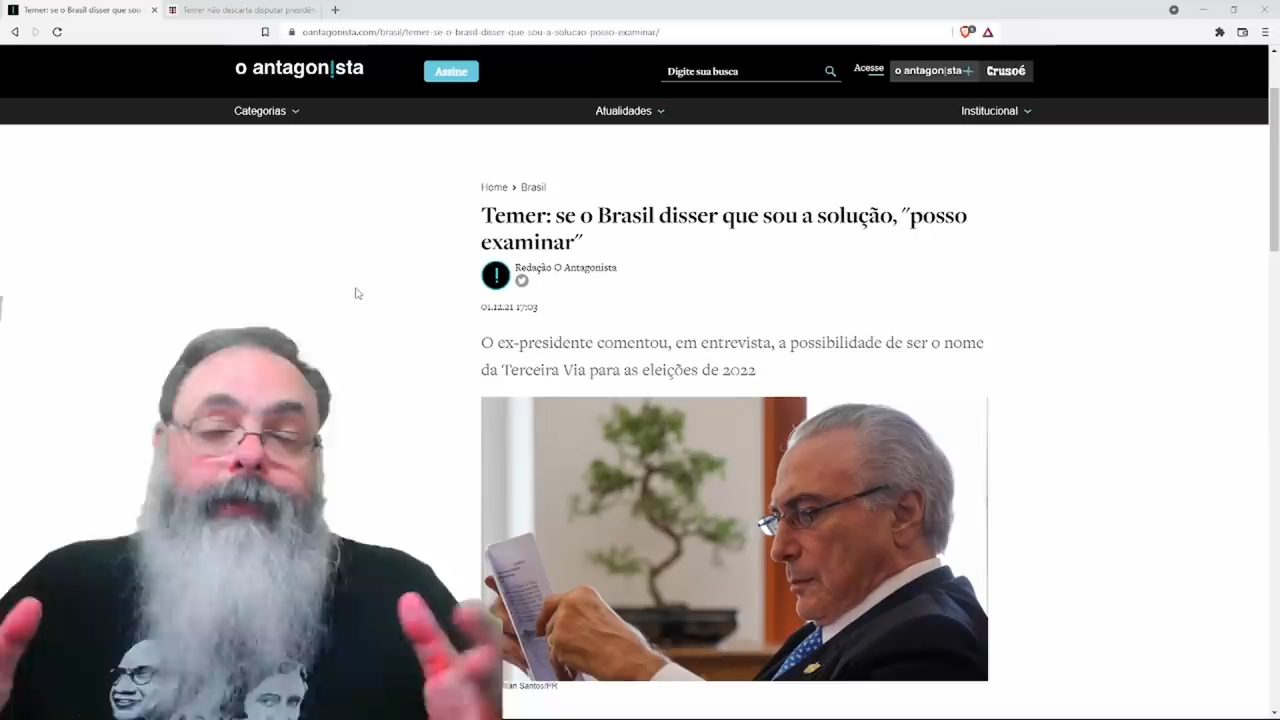 Temer: se o Brasil disser que sou
Temer não descarta disputar presidên
oantagonista.com/brasil/temer-se-o-brasil-disser-que-sou-a-solucao-posso-examinar/
o antagon!sta
Assine
Digite sua busca
Acesse
o antagon|sta+
Crusoé
Categorias
Atualidades
Institucional
Home > Brasil
Temer: se o Brasil disser que sou a solução, "posso
examinar"
Redação O Antagonista
01.12.21 17:03
O ex-presidente comentou, em entrevista, a possibilidade de ser o nome
da Terceira Via para as eleições de 2022
Santos/PR